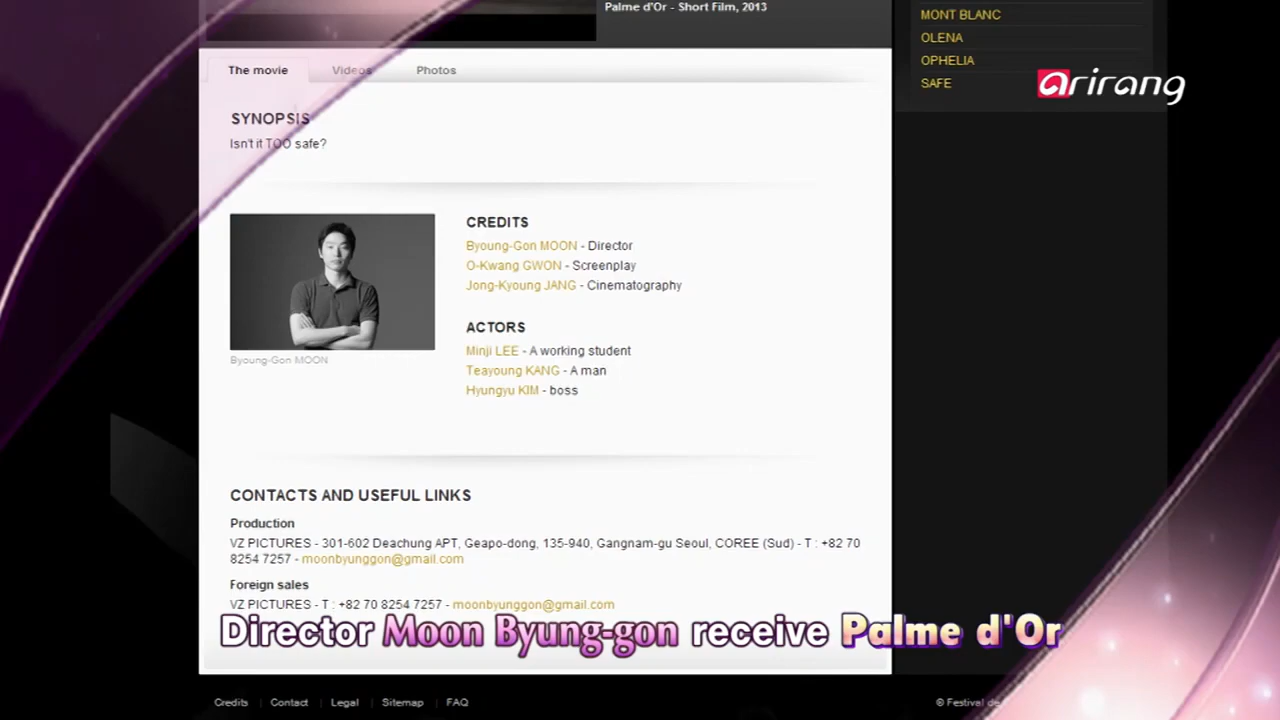 Palme d'Or - Short Film, 2013
MONT BLANC
OLENA
OPHELIA
SAFE
arirang
The movie
Videos
Photos
SYNOPSIS
Isn't it TOO safe?
CREDITS
Byoung-Gon MOON - Director
O-Kwang GWON - Screenplay
Jong-Kyoung JANG - Cinematography
Byoung-Gon MOON
ACTORS
Minji LEE - A working student
Teayoung KANG - A man
Hyungyu KIM - boss
CONTACTS AND USEFUL LINKS
Production
VZ PICTURES - 301-602 Deachung APT, Geapo-dong, 135-940, Gangnam-gu Seoul, COREE (Sud) - T : +82 70
8254 7257 - moonbyunggon@gmail.com
Foreign sales
VZ PICTURES - T : +82 70 8254 7257 - moonbyunggon@gmail.com
Director Moon Byung-gon receive Palme d'Or
Credits
Contact
Legal
Sitemap
FAQ
© Festival de